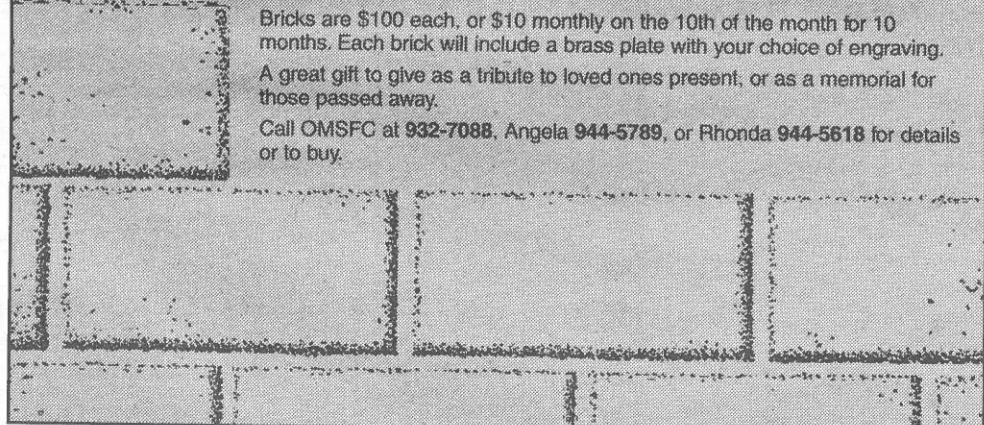 Bricks are $100 each, or $10 monthly on the 10th of the month for 10
months. Each brick will include a brass plate with your choice of engraving.
A great gift to give as a tribute to loved ones present, or as a memorial for
those passed away.
Call OMSFC at 932-7088, Angela 944-5789, or Rhonda 944-5618 for details
or to buy.